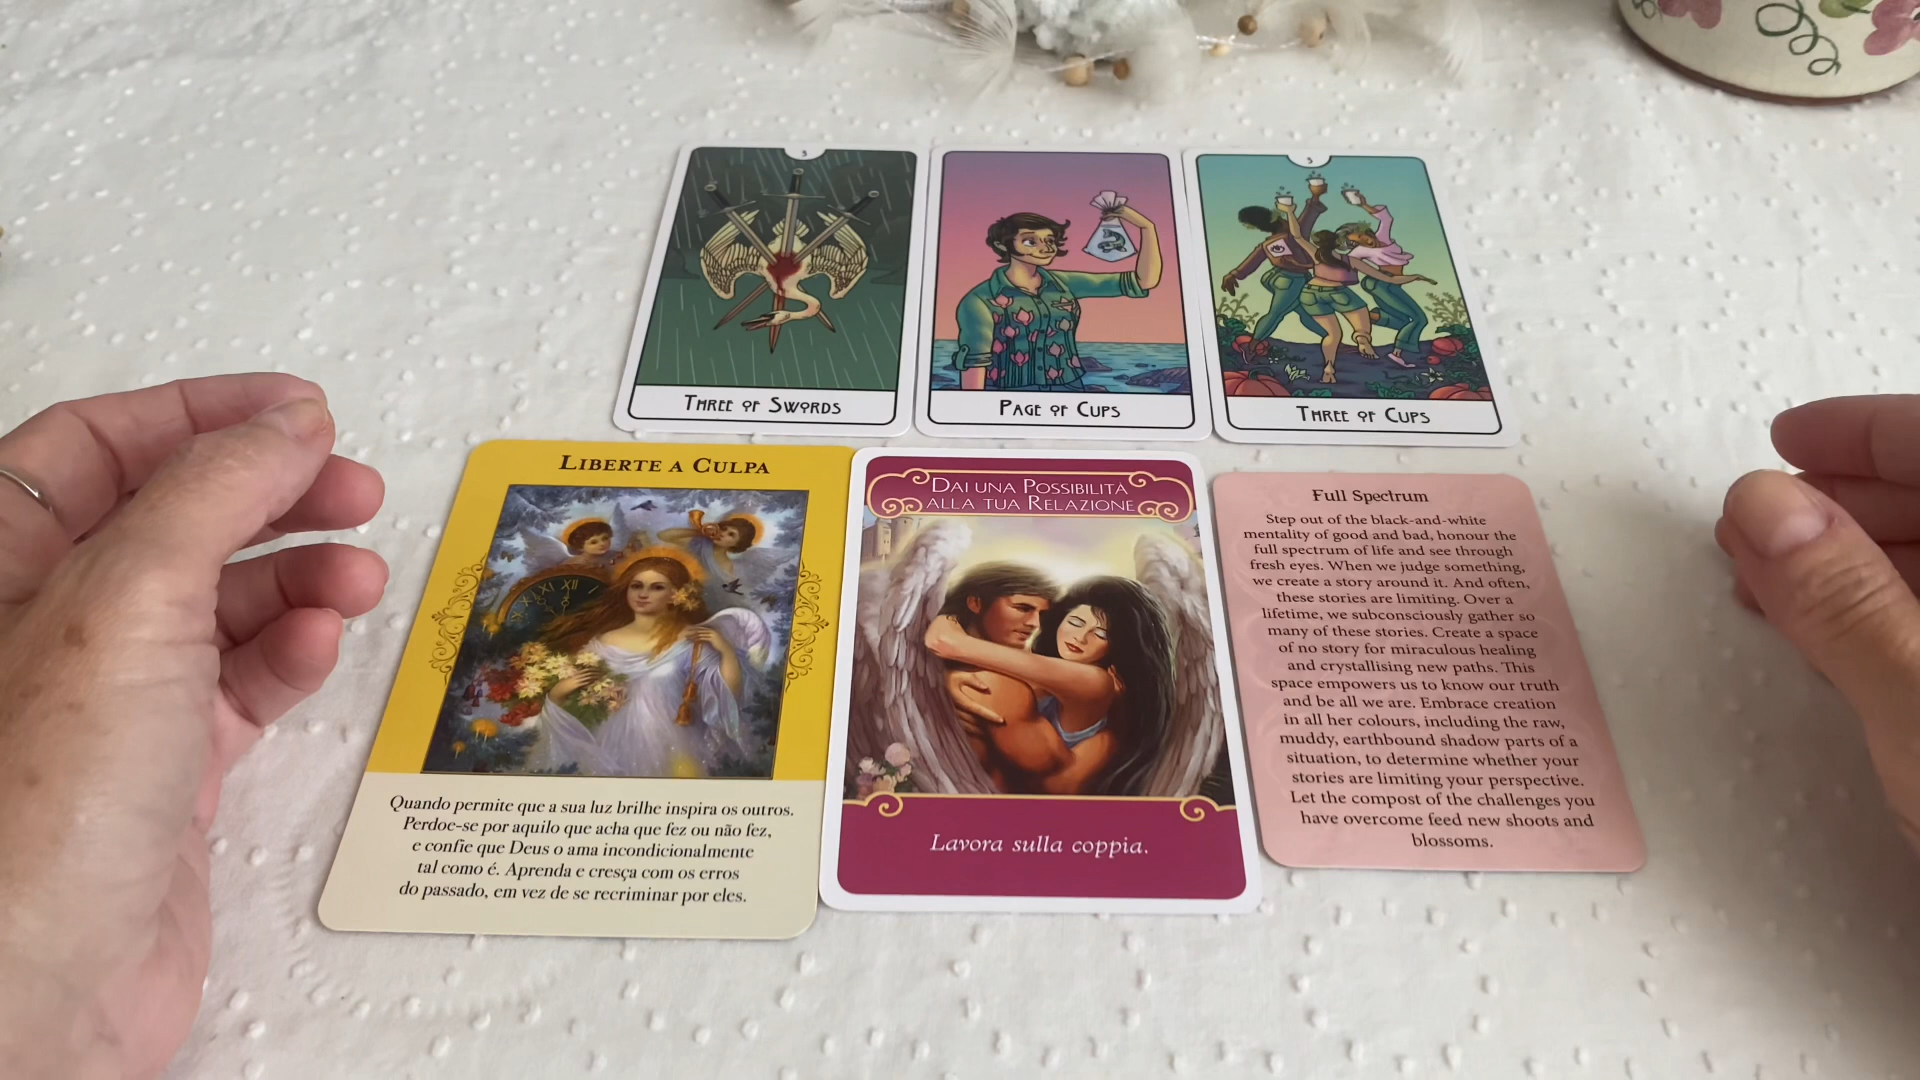 3
THREE OF SWORDS
PAGE OF CUPS
3
THREE OF CUPS
LIBERTE A CULPA
XI XII I
Quando permite que a sua luz brilhe inspira os outros.
Perdoe-se por aquilo que acha que fez ou não fez,
e confie que Deus o ama incondicionalmente
tal como é. Aprenda e cresça com os erros
do passado, em vez de se recriminar por eles.
DAI UNA POSSIBILITÀ
ALLA TUA RELAZIONE
Lavora sulla coppia.
Full Spectrum
Step out of the black-and-white
mentality of good and bad, honour the
full spectrum of life and see through
fresh eyes. When we judge something,
we create a story around it. And often,
these stories are limiting. Over a
lifetime, we subconsciously gather so
many of these stories. Create a space
of no story for miraculous healing
and crystallising new paths. This
space empowers us to know our truth
and be all we are. Embrace creation
in all her colours, including the raw,
muddy, earthbound shadow parts of a
situation, to determine whether your
stories are limiting your perspective.
Let the compost of the challenges you
have overcome feed new shoots and
blossoms.